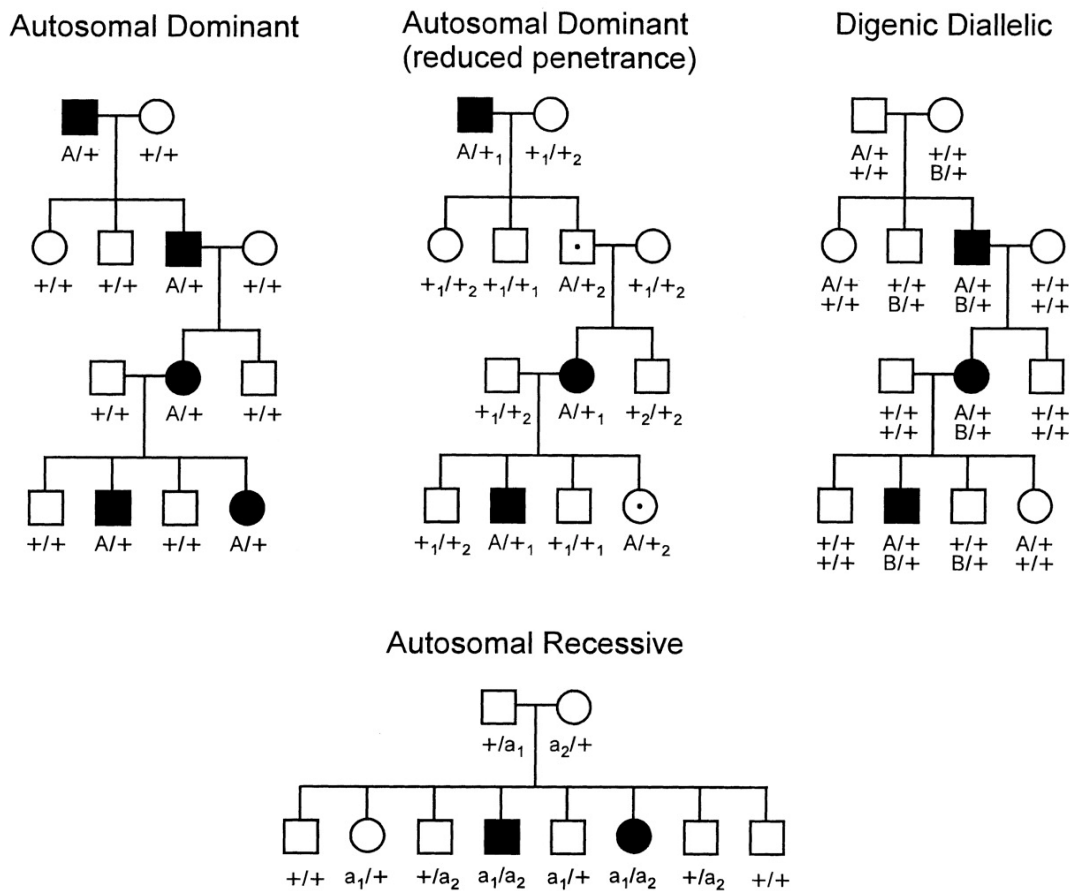 Autosomal Dominant
A/+ +/+
+/+ +/+ A/+ +/+
+/+ A/+ +/+
+/+ A/+ +/+ A/+
Autosomal Dominant
(reduced penetrance)
A/+₁ +₁/+₂
+₁/+₂ +₁/+₁ A/+₂ +₁/+₂
+₁/+₂ A/+₁ +₂/+₂
+₁/+₂ A/+₁ +₁/+₁ A/+₂
Digenic Diallelic
A/+ +/+
+/+ B/+
A/+ +/+ A/+ +/+
+/+ B/+ B/+ +/+
+/+ A/+ +/+
+/+ B/+ +/+
+/+ A/+ +/+ A/+
+/+ B/+ B/+ +/+
Autosomal Recessive
+/a₁ a₂/+
+/+ a₁/+ +/a₂ a₁/a₂ a₁/+ a₁/a₂ +/a₂ +/+